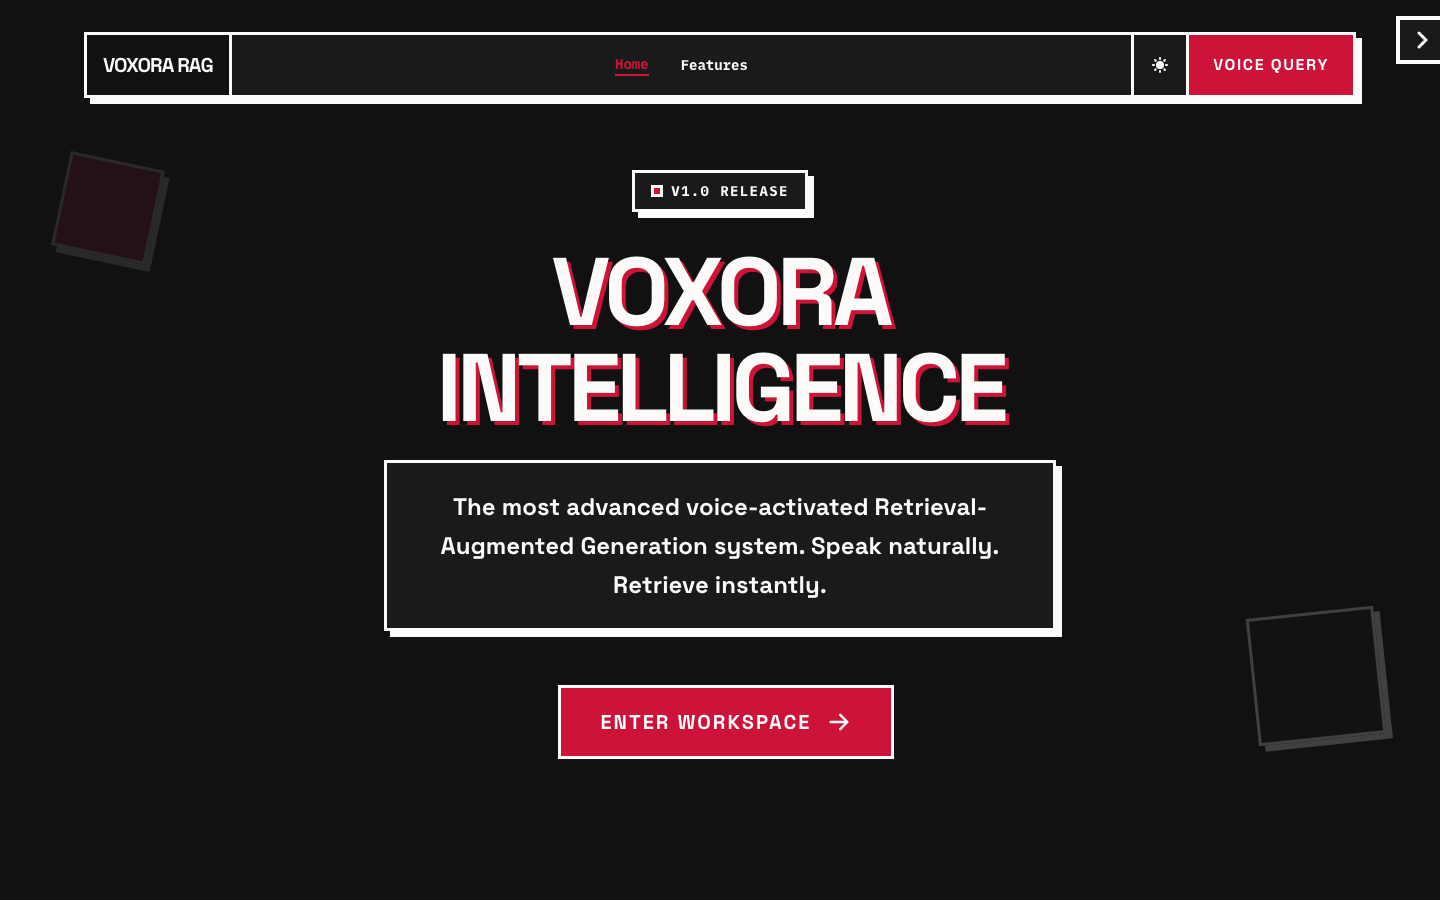 VOXORA RAG
Home
Features
VOICE QUERY
V1.0 RELEASE
VOXORA
INTELLIGENCE
The most advanced voice-activated Retrieval-
Augmented Generation system. Speak naturally.
Retrieve instantly.
ENTER WORKSPACE